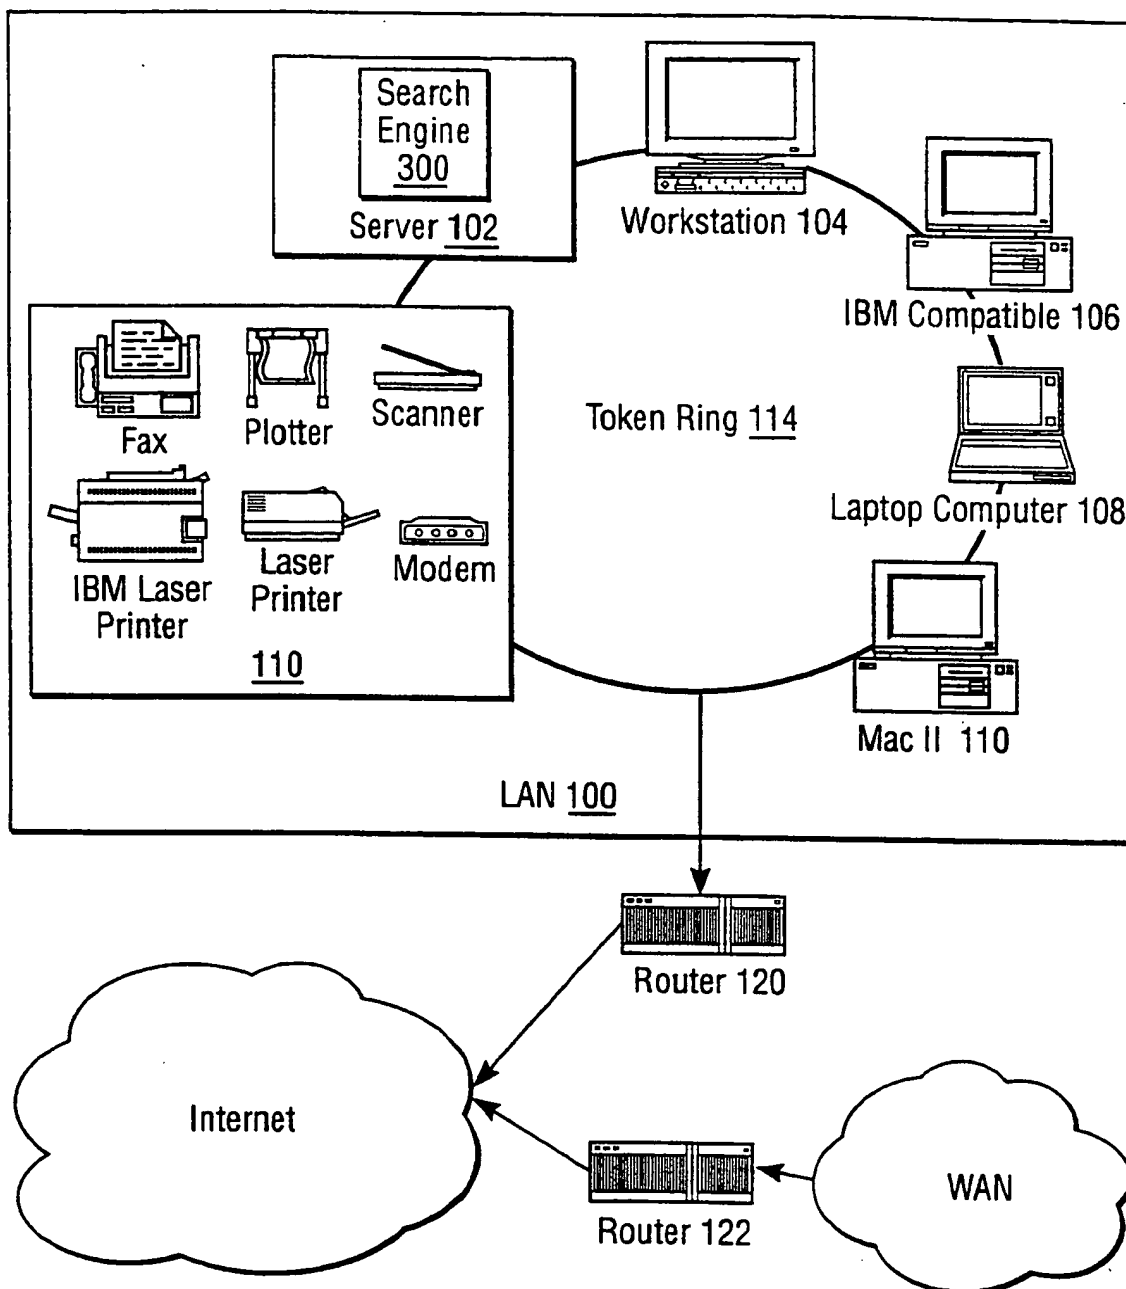 Search
Engine
300
Server 102
Workstation 104
IBM Compatible 106
Fax
Plotter
Scanner
Token Ring 114
Laptop Computer 108
IBM Laser
Printer
Laser
Printer
Modem
110
Mac II 110
LAN 100
Router 120
Internet
Router 122
WAN